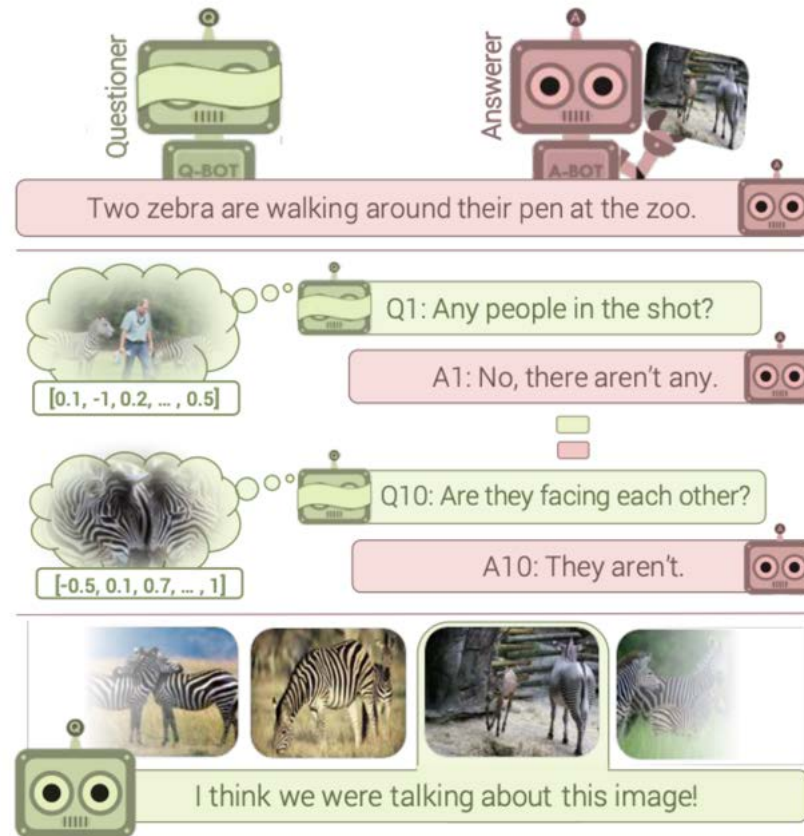 Q
A
Questioner
Answerer
Q-BOT
A-BOT
A
Two zebra are walking around their pen at the zoo.
Q
Q1: Any people in the shot?
A
A1: No, there aren't any.
[0.1, -1, 0.2, ... , 0.5]
Q
Q10: Are they facing each other?
A
A10: They aren't.
[-0.5, 0.1, 0.7, ... , 1]
Q
I think we were talking about this image!